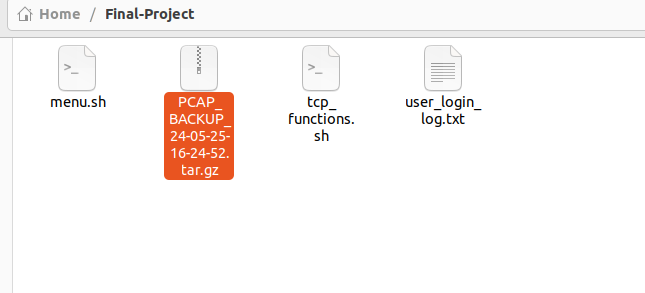 Home / Final-Project
menu.sh
PCAP_
BACKUP_
24-05-25-
16-24-52.
tar.gz
tcp_
functions.
sh
user_login_
log.txt